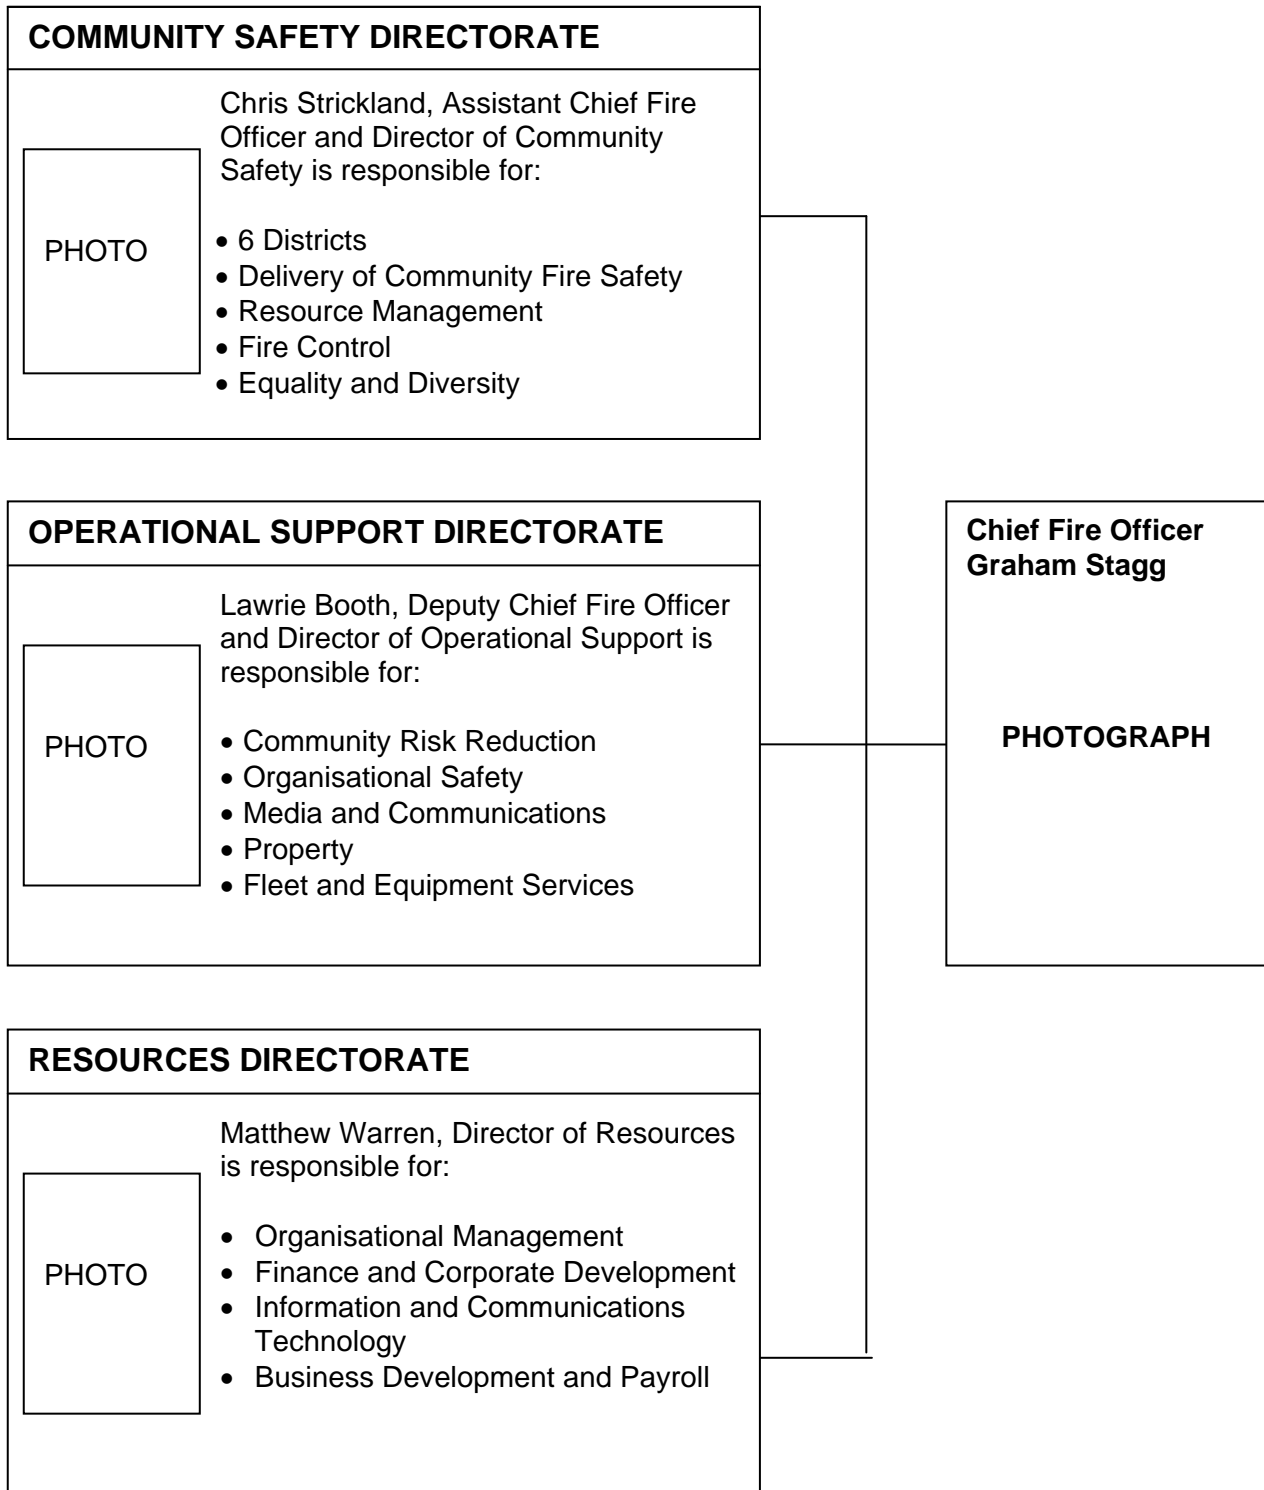 COMMUNITY SAFETY DIRECTORATE
Chris Strickland, Assistant Chief Fire
Officer and Director of Community
Safety is responsible for:
PHOTO
• 6 Districts
• Delivery of Community Fire Safety
• Resource Management
• Fire Control
• Equality and Diversity
OPERATIONAL SUPPORT DIRECTORATE
Lawrie Booth, Deputy Chief Fire Officer
and Director of Operational Support is
responsible for:
PHOTO
• Community Risk Reduction
• Organisational Safety
• Media and Communications
• Property
• Fleet and Equipment Services
Chief Fire Officer
Graham Stagg
PHOTOGRAPH
RESOURCES DIRECTORATE
Matthew Warren, Director of Resources
is responsible for:
PHOTO
• Organisational Management
• Finance and Corporate Development
• Information and Communications
Technology
• Business Development and Payroll